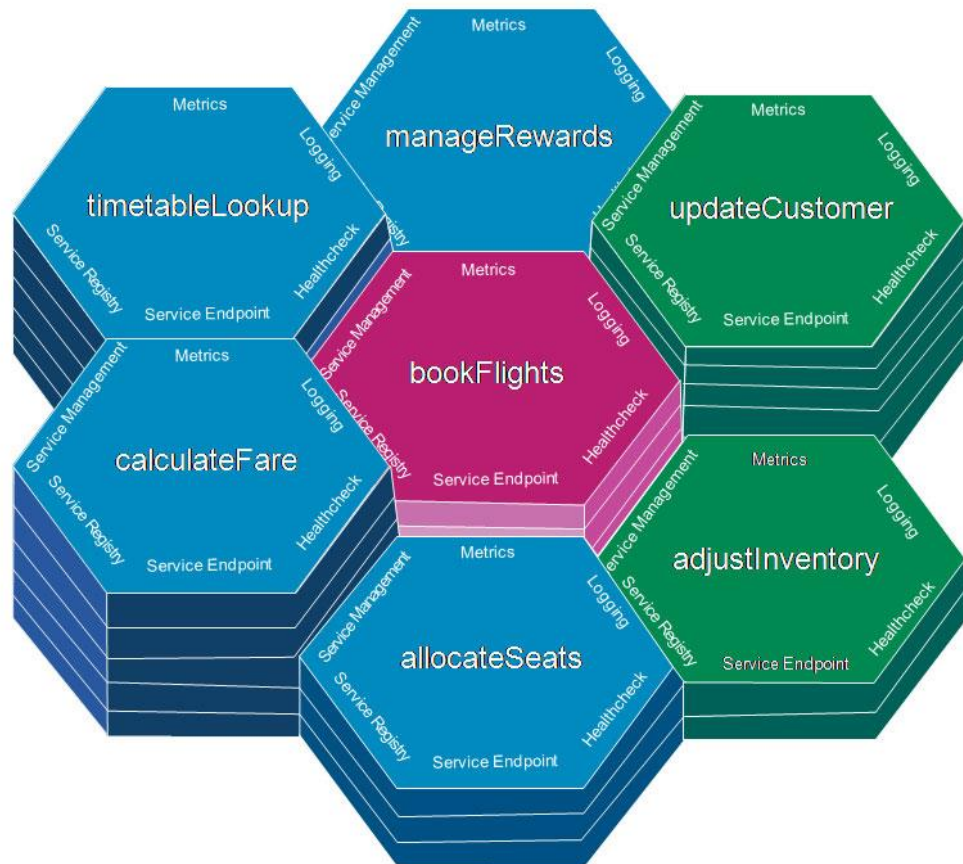 Metrics
Service Management
Logging
manageRewards
Metrics
Logging
timetableLookup
Service Registry
Healthcheck
Service Endpoint
Metrics
Service Management
Logging
updateCustomer
Service Registry
Healthcheck
Service Endpoint
Metrics
Service Management
Logging
bookFlights
Service Registry
Healthcheck
Service Endpoint
Metrics
Service Management
Logging
calculateFare
Service Registry
Healthcheck
Service Endpoint
Metrics
Service Management
Logging
adjustInventory
Service Registry
Healthcheck
Service Endpoint
Metrics
Service Management
Logging
allocateSeats
Service Registry
Healthcheck
Service Endpoint